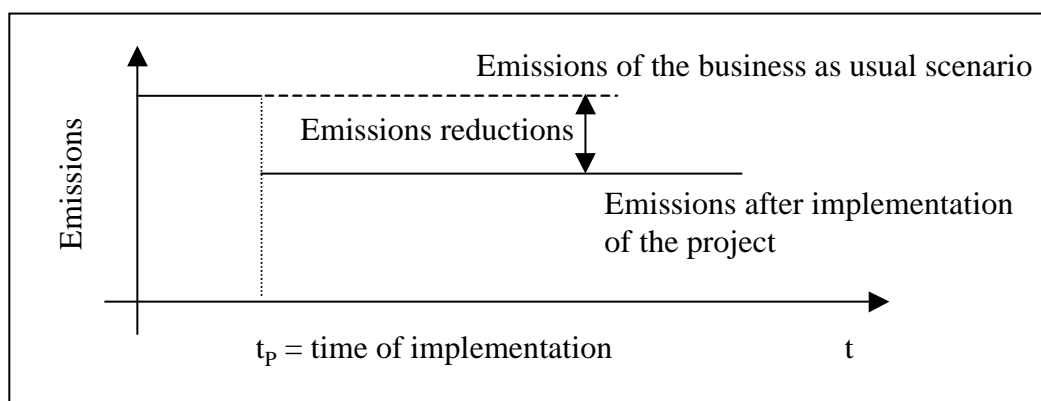 Emissions of the business as usual scenario
Emissions reductions
Emissions
Emissions after implementation
of the project
tP = time of implementation
t